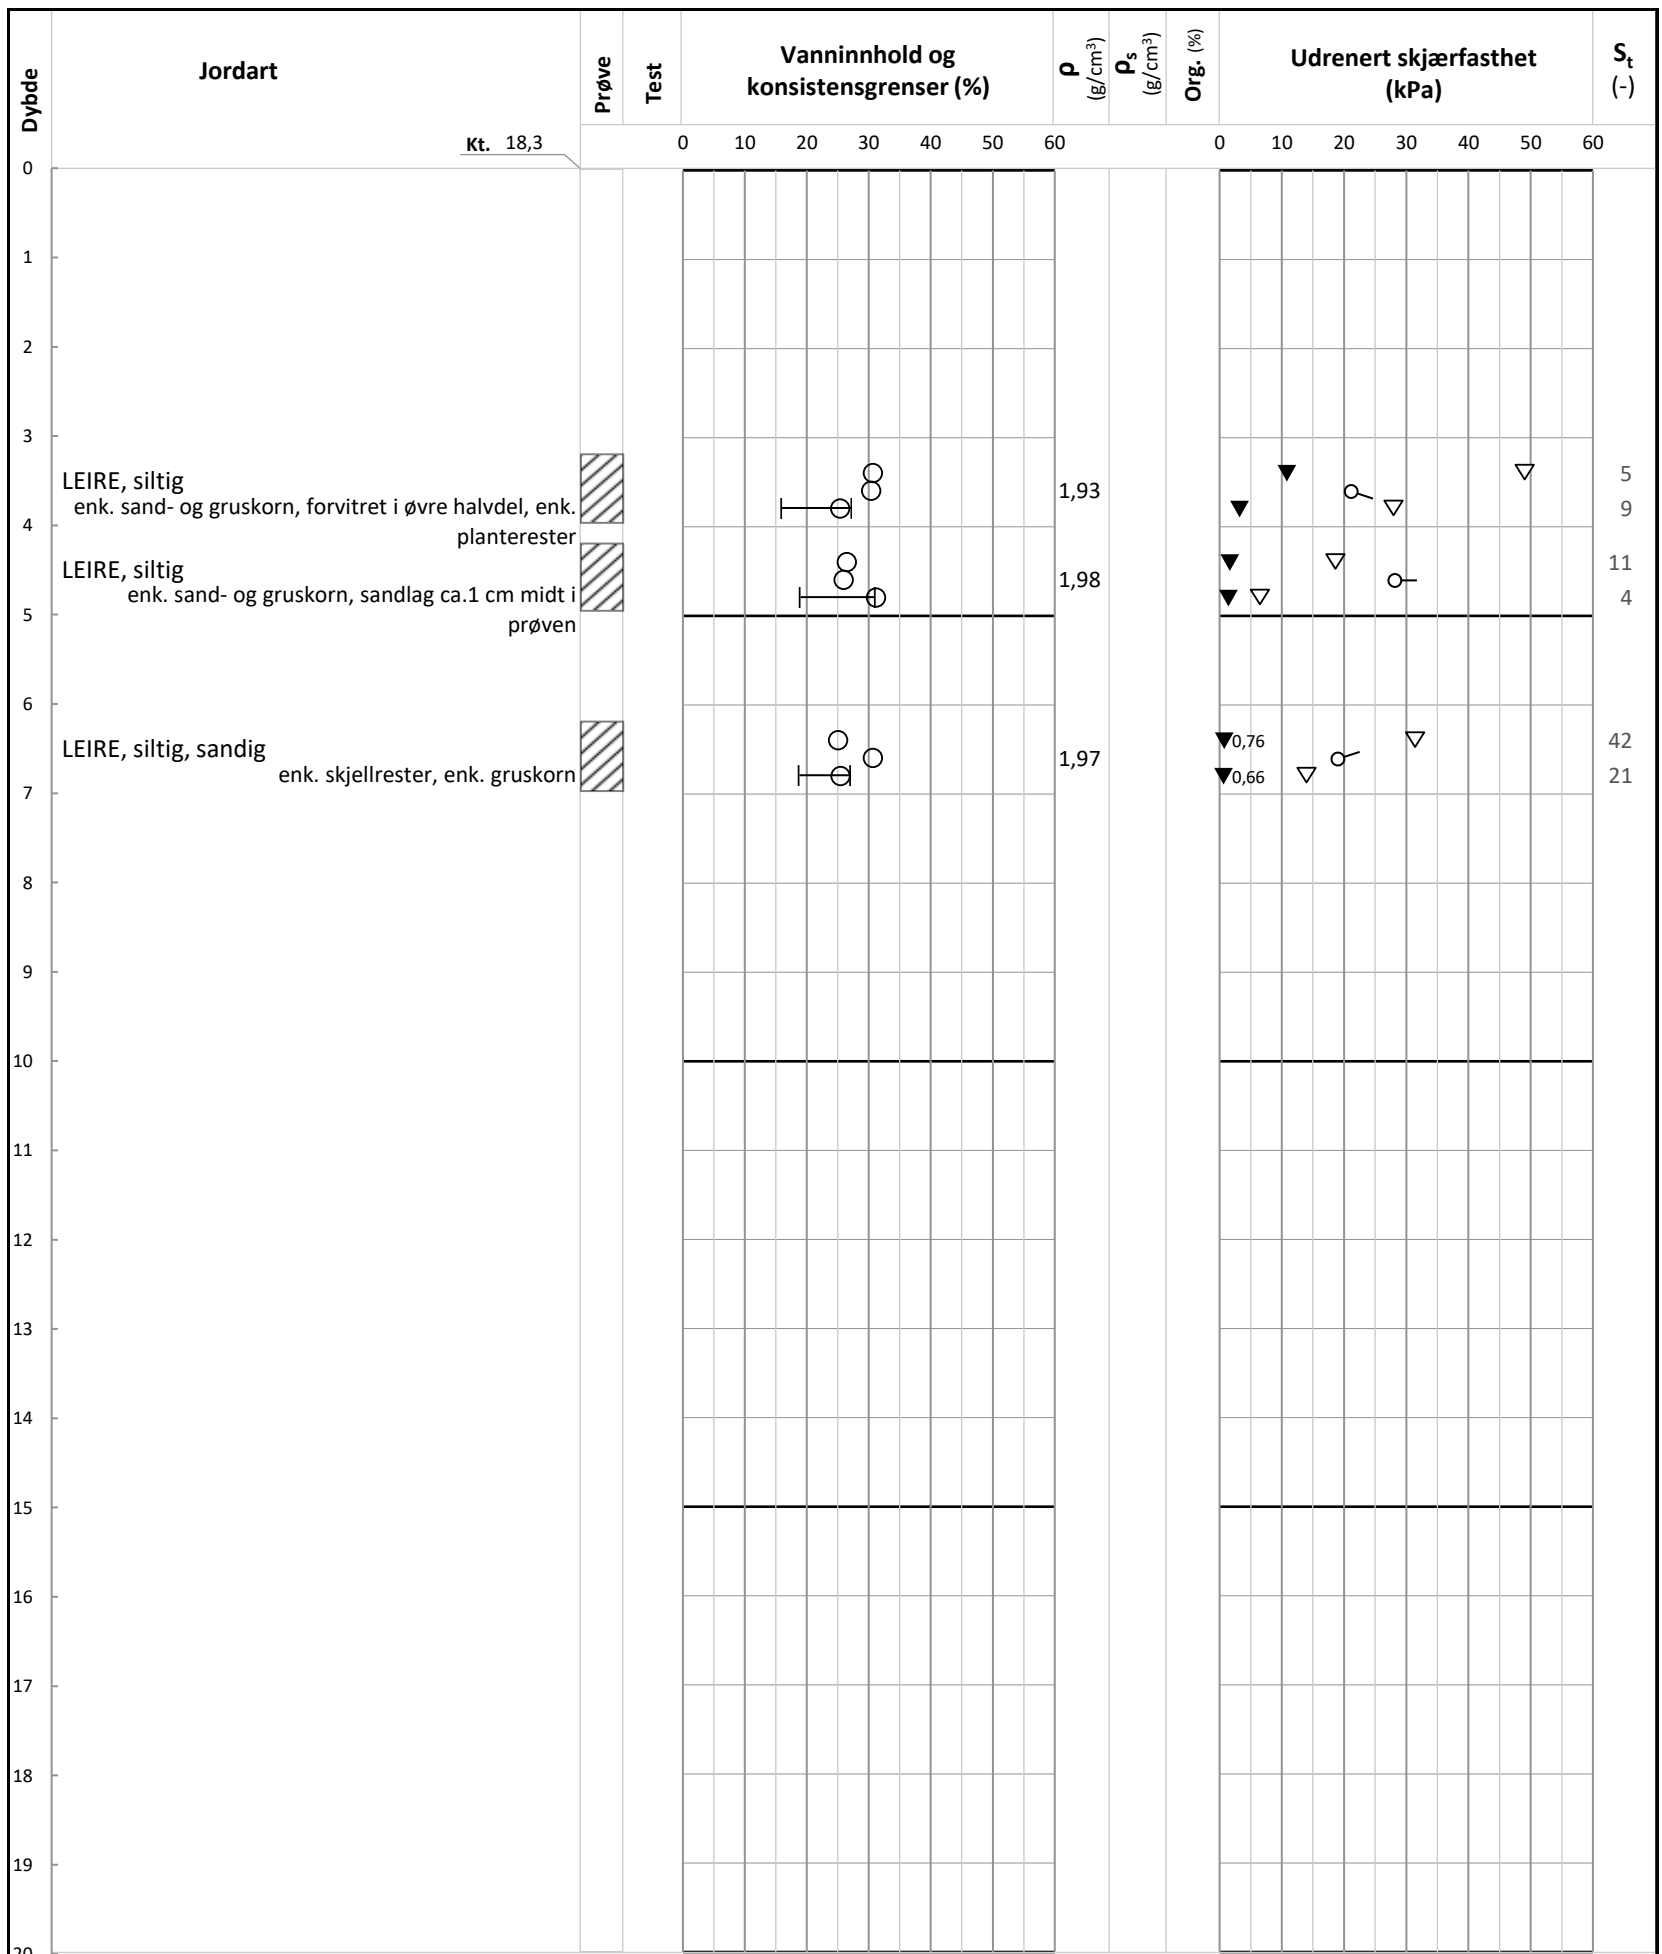 Dybde
Jordart
Prøve
Test
Vanninnhold og
konsistensgrenser (%)
ρ
(g/cm³)
ρs
(g/cm³)
Org. (%)
Udrenert skjærfasthet
(kPa)
St
(-)
Kt. 18,3
0 10 20 30 40 50 60
0 10 20 30 40 50 60
0
1
2
3
LEIRE, siltig
enk. sand- og gruskorn, forvitret i øvre halvdel, enk.
planterester
1,93
5
9
4
LEIRE, siltig
enk. sand- og gruskorn, sandlag ca.1 cm midt i
prøven
1,98
11
4
5
6
LEIRE, siltig, sandig
enk. skjellrester, enk. gruskorn
1,97
0,76
42
0,66
21
7
8
9
10
11
12
13
14
15
16
17
18
19
20